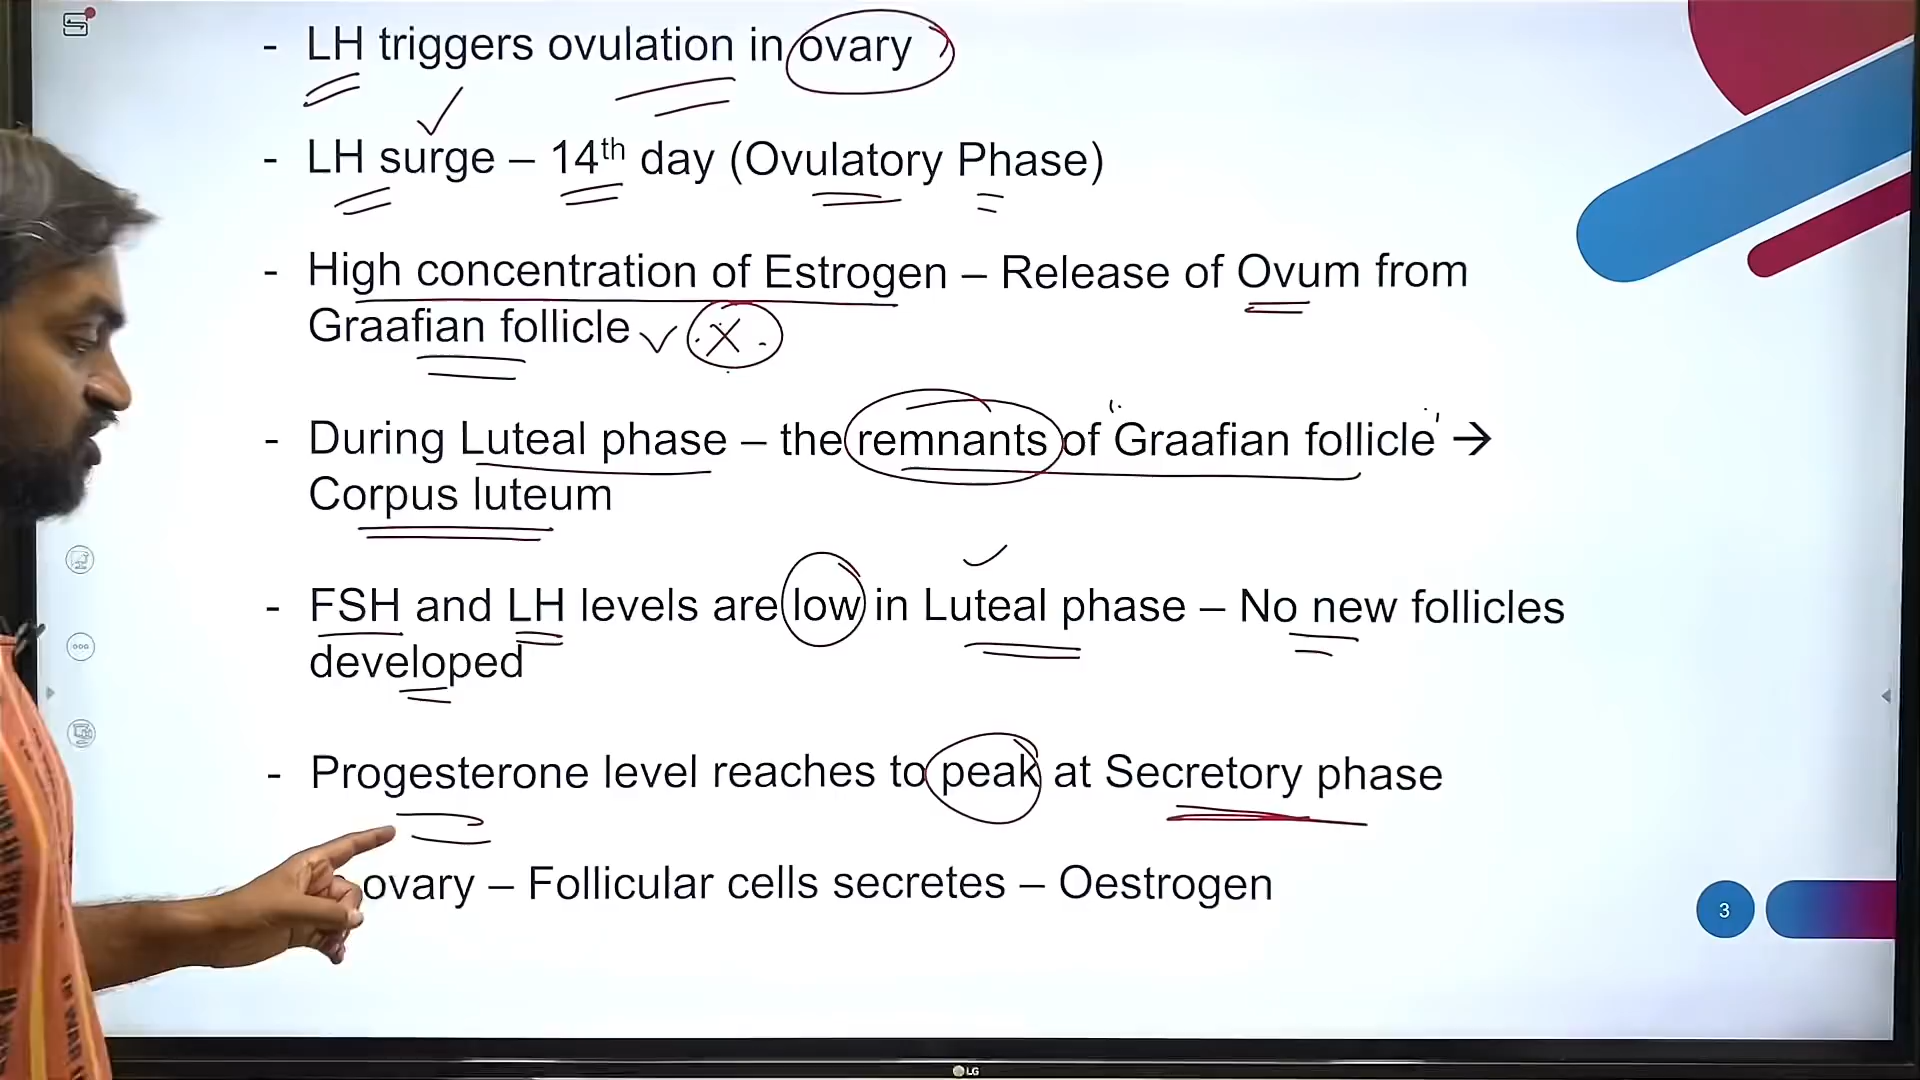 - LH triggers ovulation in ovary
- LH surge – 14th day (Ovulatory Phase)
- High concentration of Estrogen – Release of Ovum from
Graafian follicle
- During Luteal phase – the remnants of Graafian follicle →
Corpus luteum
- FSH and LH levels are low in Luteal phase – No new follicles
developed
- Progesterone level reaches to peak at Secretory phase
ovary – Follicular cells secretes – Oestrogen
3
LG